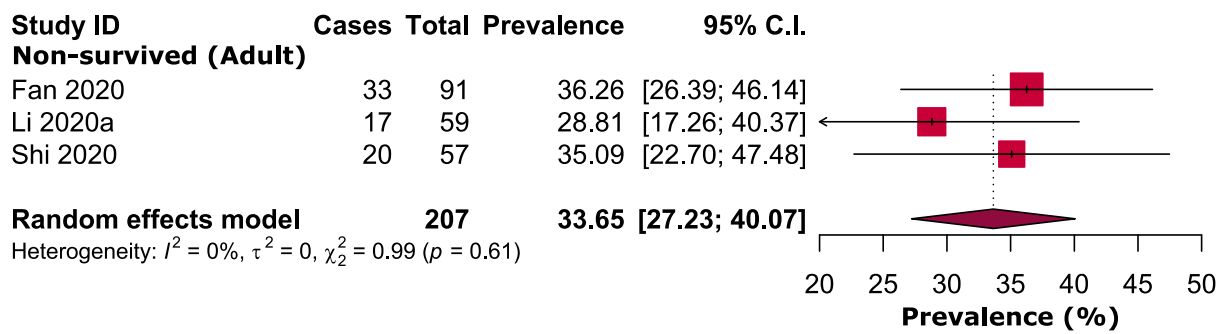 Study ID Cases Total Prevalence 95% C.I.
Non-survived (Adult)
Fan 2020 33 91 36.26 [26.39; 46.14]
Li 2020a 17 59 28.81 [17.26; 40.37]
Shi 2020 20 57 35.09 [22.70; 47.48]
Random effects model 207 33.65 [27.23; 40.07]
Heterogeneity: I² = 0%, τ² = 0, χ²₂ = 0.99 (p = 0.61)
20 25 30 35 40 45 50
Prevalence (%)